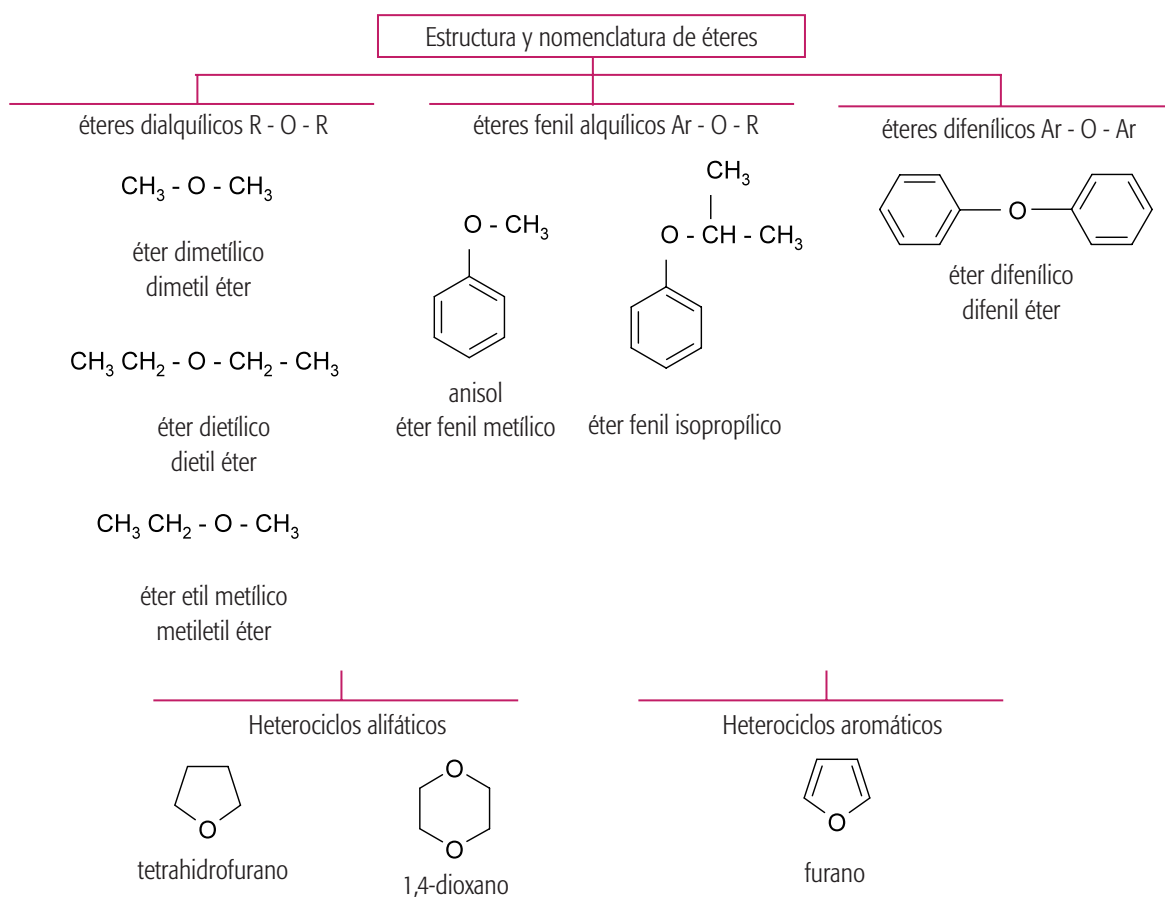 Estructura y nomenclatura de éteres
éteres dialquílicos R - O - R
CH₃ - O - CH₃
éter dimetílico
dimetil éter
CH₃ CH₂ - O - CH₂ - CH₃
éter dietílico
dietil éter
CH₃ CH₂ - O - CH₃
éter etil metílico
metiletil éter
éteres fenil alquílicos Ar - O - R
O - CH₃
anisol
éter fenil metílico
CH₃
O - CH - CH₃
éter fenil isopropílico
éteres difenílicos Ar - O - Ar
O
éter difenílico
difenil éter
Heterociclos alifáticos
O
tetrahidrofurano
O
O
1,4-dioxano
Heterociclos aromáticos
O
furano